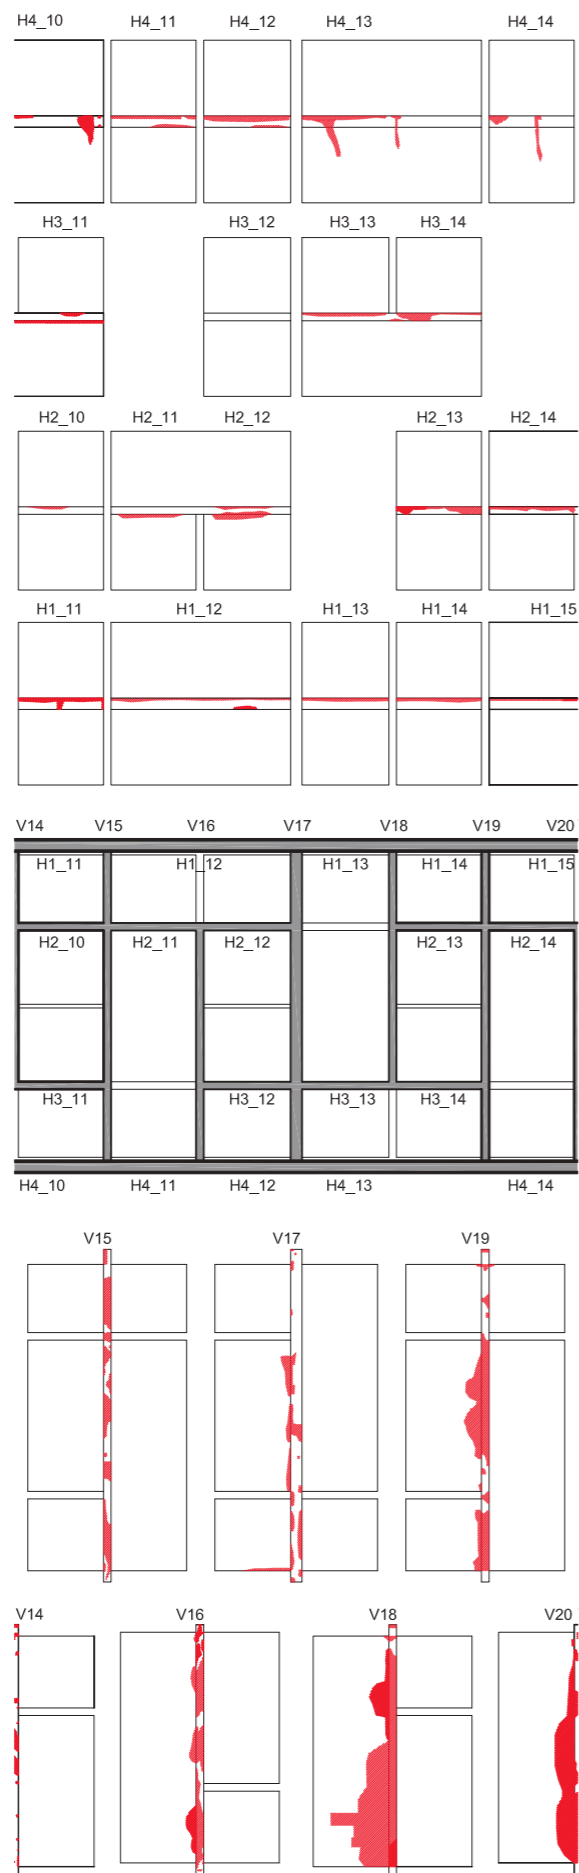 H4_10 H4_11 H4_12 H4_13 H4_14
H3_11 H3_12 H3_13 H3_14
H2_10 H2_11 H2_12 H2_13 H2_14
H1_11 H1_12 H1_13 H1_14 H1_15
V14 V15 V16 V17 V18 V19 V20
H1_11 H1_12 H1_13 H1_14 H1_15
H2_10 H2_11 H2_12 H2_13 H2_14
H3_11 H3_12 H3_13 H3_14
H4_10 H4_11 H4_12 H4_13 H4_14
V15 V17 V19
V14 V16 V18 V20